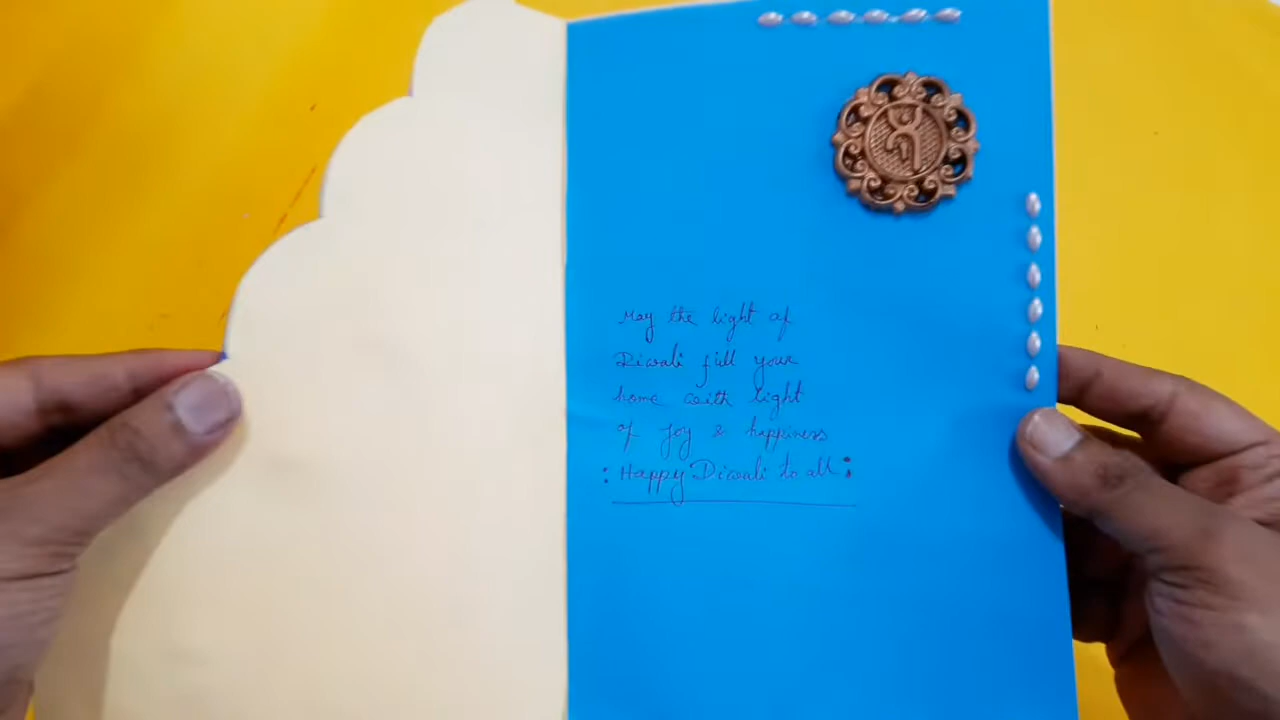 May the light of
Diwali fill your
home with light
of joy & happiness
: Happy Diwali to all :